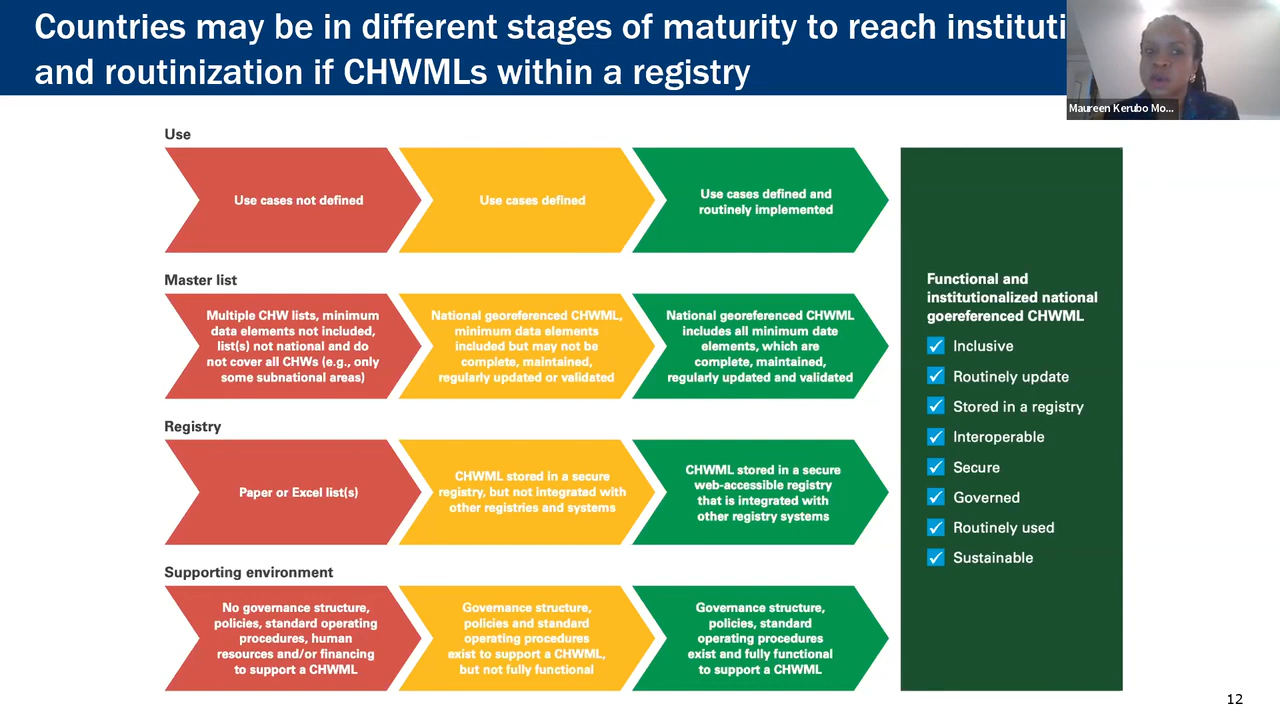 Countries may be in different stages of maturity to reach instituti
and routinization if CHWMLs within a registry
Maureen Kerubo Mo...
Use
Use cases not defined
Use cases defined
Use cases defined and
routinely implemented
Master list
Multiple CHW lists, minimum
data elements not included,
list(s) not national and do
not cover all CHWs (e.g., only
some subnational areas)
National georeferenced CHWML,
minimum data elements
included but may not be
complete, maintained,
regularly updated or validated
National georeferenced CHWML
includes all minimum date
elements, which are
complete, maintained,
regularly updated and validated
Registry
Paper or Excel list(s)
CHWML stored in a secure
registry, but not integrated with
other registries and systems
CHWML stored in a secure
web-accessible registry
that is integrated with
other registry systems
Supporting environment
No governance structure,
policies, standard operating
procedures, human
resources and/or financing
to support a CHWML
Governance structure,
policies and standard
operating procedures
exist to support a CHWML,
but not fully functional
Governance structure,
policies, standard
operating procedures
exist and fully functional
to support a CHWML
Functional and
institutionalized national
goereferenced CHWML
Inclusive
Routinely update
Stored in a registry
Interoperable
Secure
Governed
Routinely used
Sustainable
12